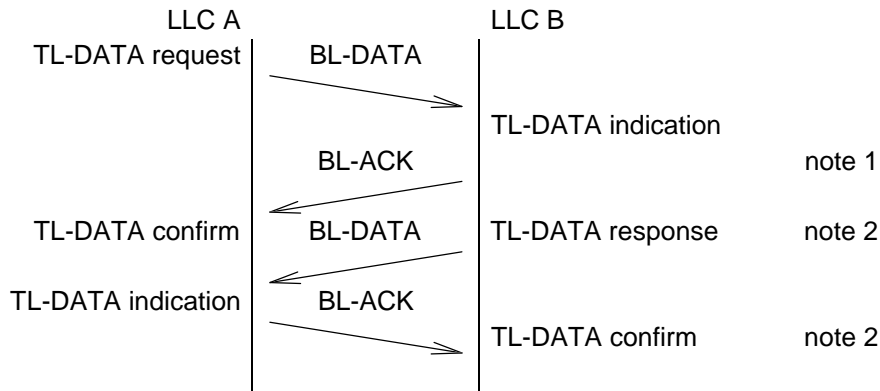 LLC A LLC B
TL-DATA request BL-DATA
TL-DATA indication
BL-ACK note 1
TL-DATA confirm BL-DATA TL-DATA response note 2
TL-DATA indication BL-ACK
TL-DATA confirm note 2